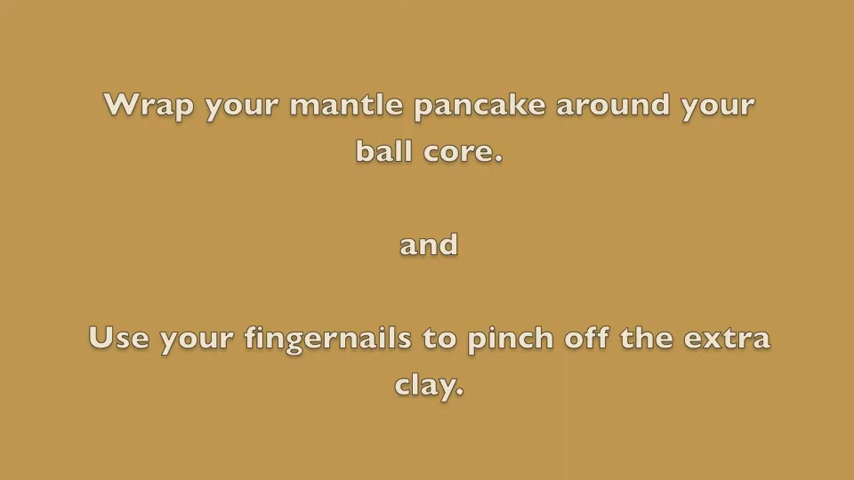 Wrap your mantle pancake around your
ball core.
and
Use your fingernails to pinch off the extra
clay.